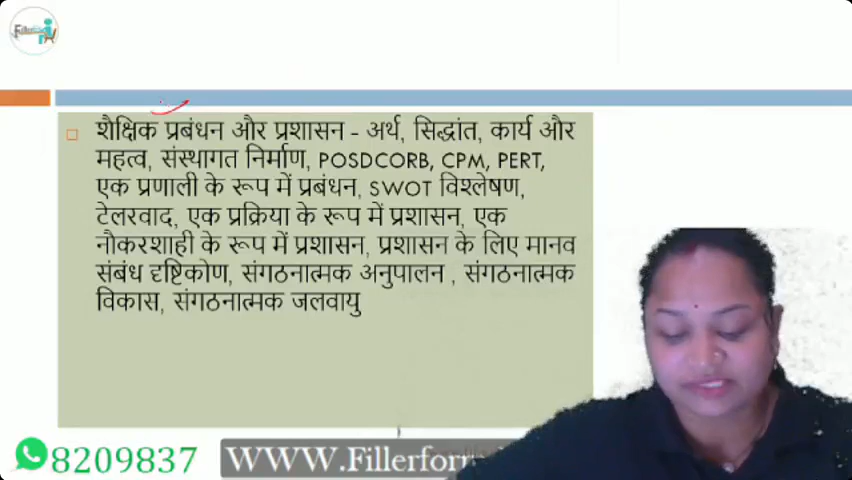 शैक्षिक प्रबंधन और प्रशासन - अर्थ, सिद्धांत, कार्य और
महत्व, संस्थागत निर्माण, POSDCORB, CPM, PERT,
एक प्रणाली के रूप में प्रबंधन, SWOT विश्लेषण,
टेलरवाद, एक प्रक्रिया के रूप में प्रशासन, एक
नौकरशाही के रूप में प्रशासन, प्रशासन के लिए मानव
संबंध दृष्टिकोण, संगठनात्मक अनुपालन , संगठनात्मक
विकास, संगठनात्मक जलवायु
8209837